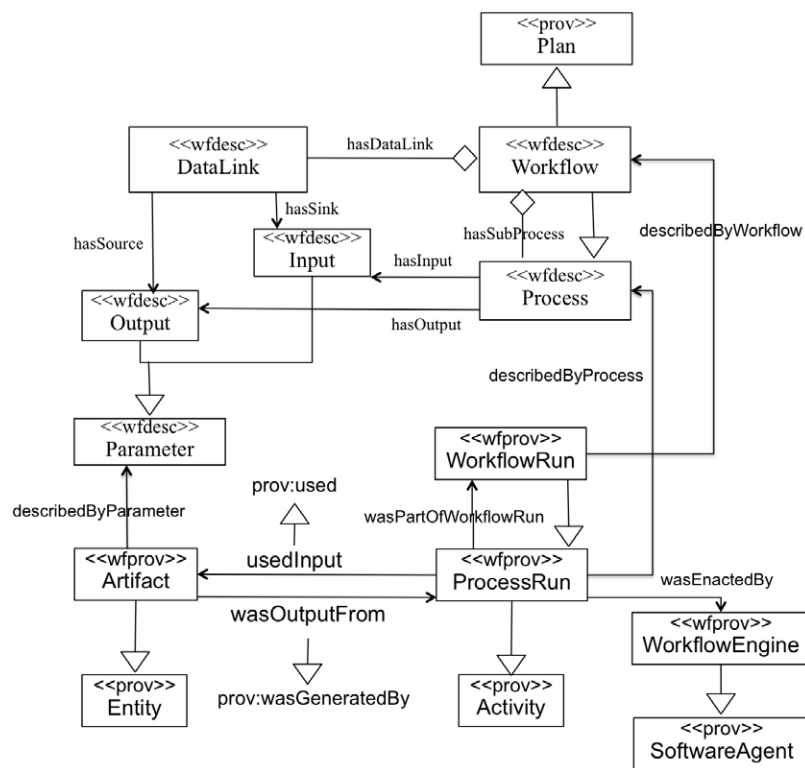 <<prov>>
Plan
<<wfdesc>>
DataLink
hasDataLink
<<wfdesc>>
Workflow
hasSource
hasSink
<<wfdesc>>
Input
hasSubProcess
describedByWorkflow
hasInput
<<wfdesc>>
Process
<<wfdesc>>
Output
hasOutput
describedByProcess
<<wfdesc>>
Parameter
<<wfprov>>
WorkflowRun
describedByParameter
prov:used
wasPartOfWorkflowRun
<<wfprov>>
Artifact
usedInput
<<wfprov>>
ProcessRun
wasEnactedBy
wasOutputFrom
<<wfprov>>
WorkflowEngine
<<prov>>
Entity
prov:wasGeneratedBy
<<prov>>
Activity
<<prov>>
SoftwareAgent